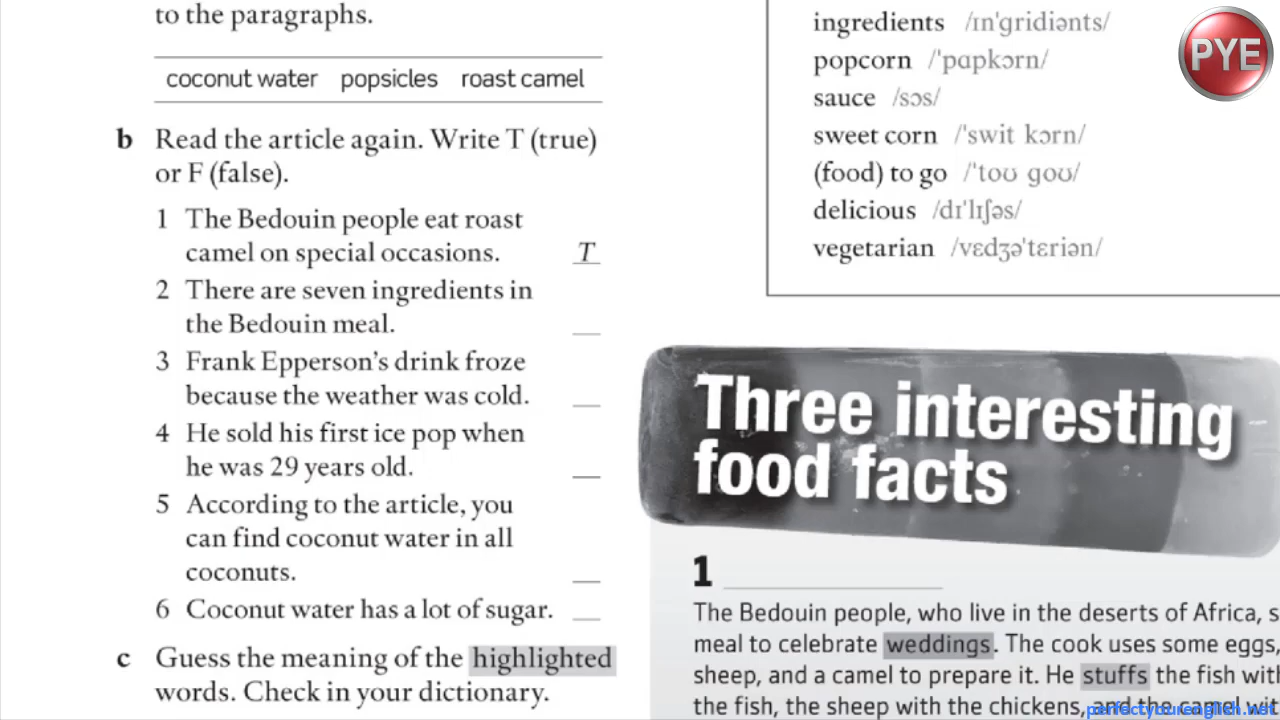 to the paragraphs.
coconut water popsicles roast camel
b Read the article again. Write T (true)
or F (false).
1 The Bedouin people eat roast
camel on special occasions. T
2 There are seven ingredients in
the Bedouin meal.
3 Frank Epperson's drink froze
because the weather was cold.
4 He sold his first ice pop when
he was 29 years old.
5 According to the article, you
can find coconut water in all
coconuts.
6 Coconut water has a lot of sugar.
c Guess the meaning of the highlighted
words. Check in your dictionary.
ingredients /ɪnˈɡridiənts/
popcorn /ˈpɑpkɔrn/
sauce /sɔs/
sweet corn /ˈswit kɔrn/
(food) to go /ˈtoʊ ɡoʊ/
delicious /dɪˈlɪʃəs/
vegetarian /vɛdʒəˈtɛriən/
PYE
Three interesting
food facts
1
The Bedouin people, who live in the deserts of Africa, s
meal to celebrate weddings. The cook uses some eggs,
sheep, and a camel to prepare it. He stuffs the fish with
the fish, the sheep with the chickens, and the camel wit
perfectyourenglish.net